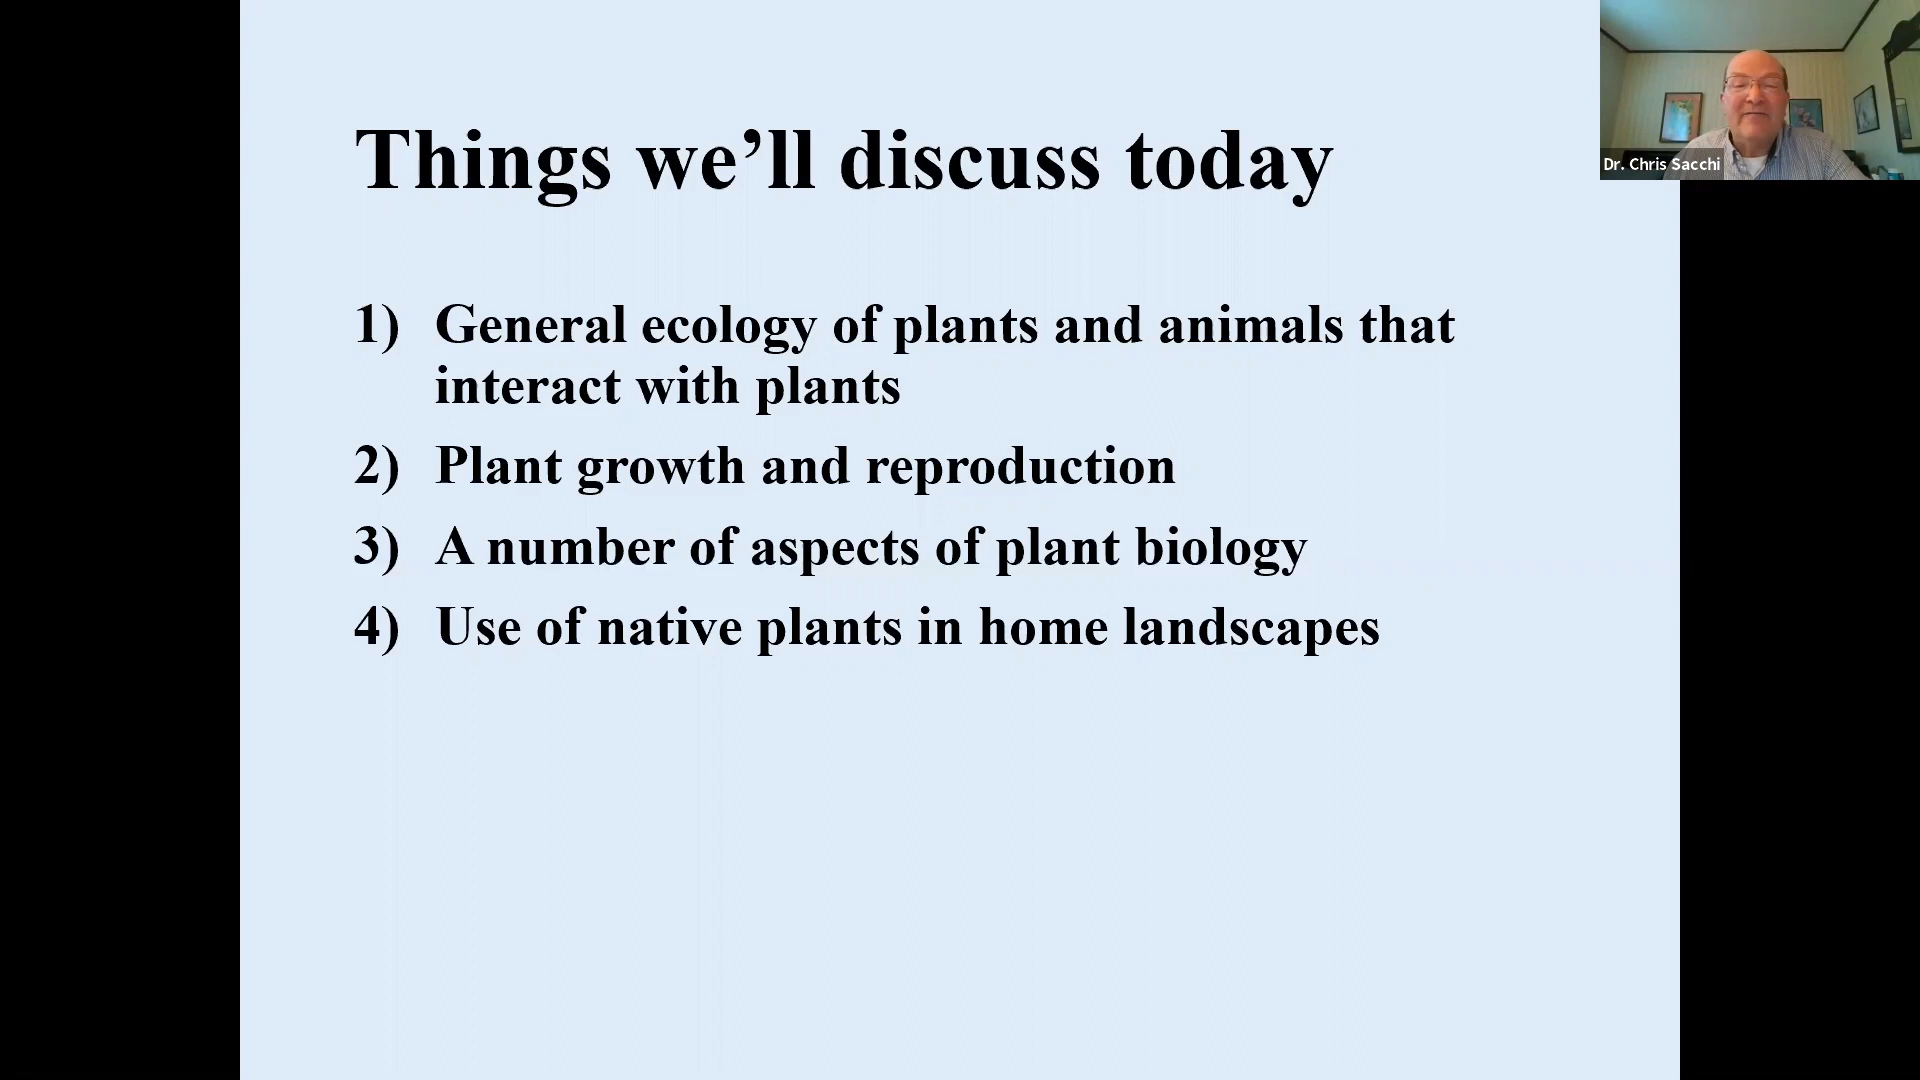 Things we’ll discuss today
1) General ecology of plants and animals that
interact with plants
2) Plant growth and reproduction
3) A number of aspects of plant biology
4) Use of native plants in home landscapes
Dr. Chris Sacchi